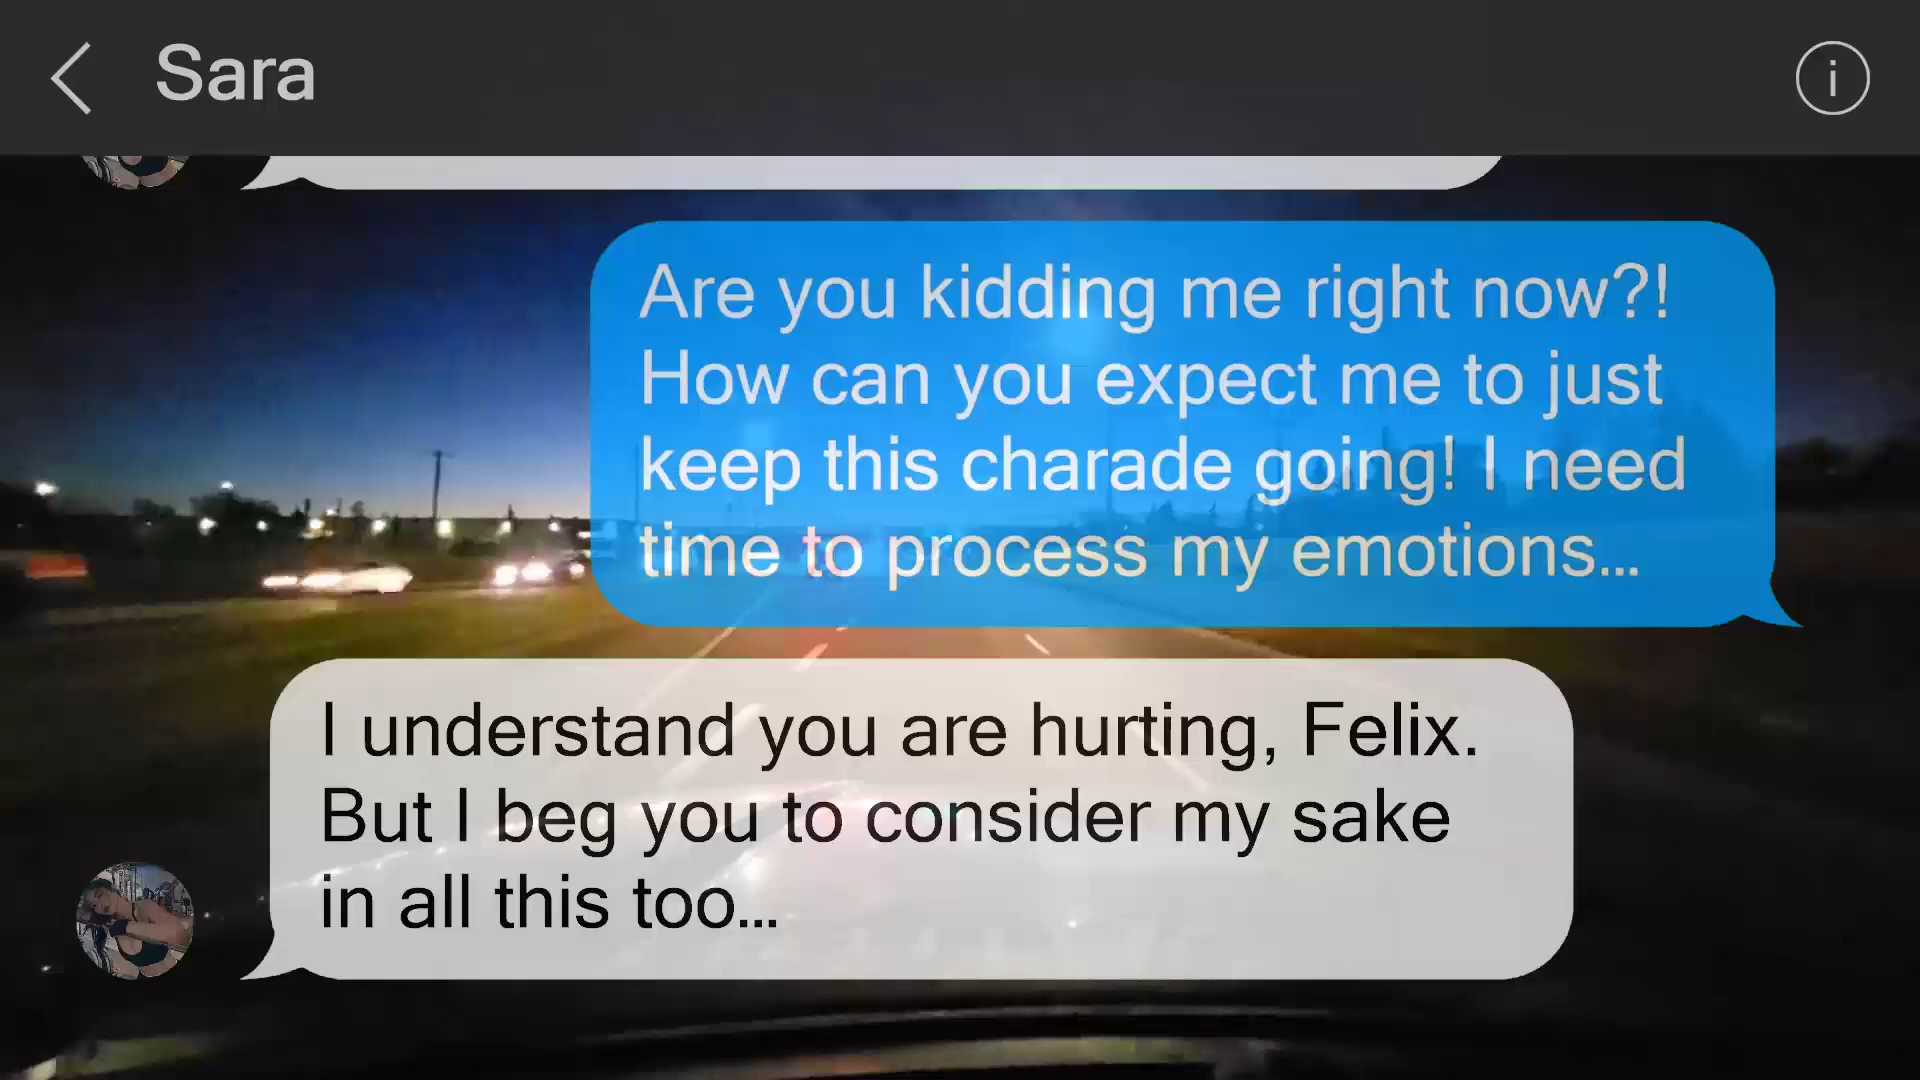 Sara
i
Are you kidding me right now?!
How can you expect me to just
keep this charade going! I need
time to process my emotions...
I understand you are hurting, Felix.
But I beg you to consider my sake
in all this too...